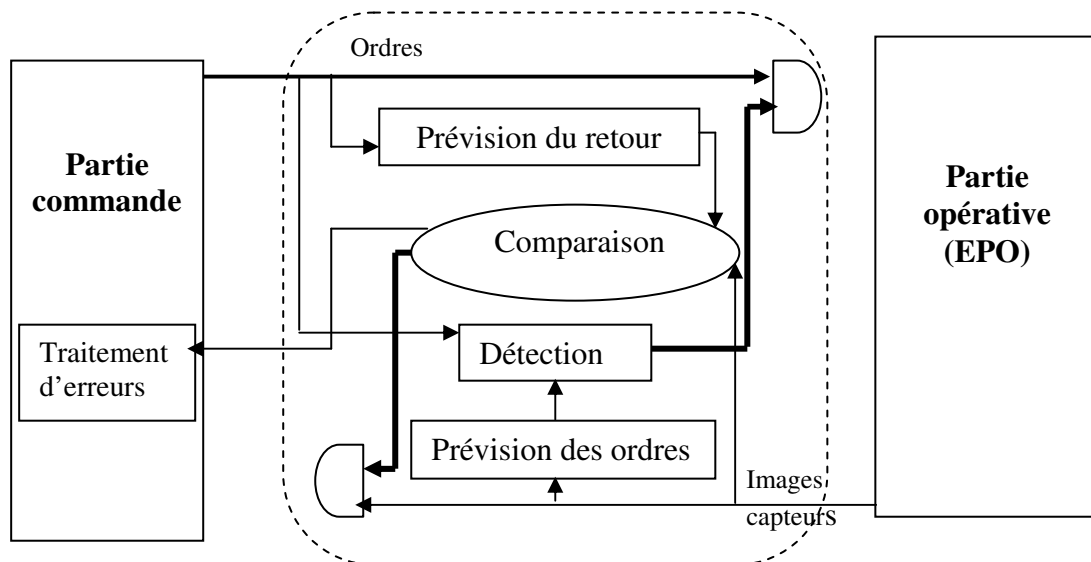 Ordres
Partie
commande
Prévision du retour
Partie
opérative
(EPO)
Comparaison
Traitement
d’erreurs
Détection
Prévision des ordres
Images
capteurs